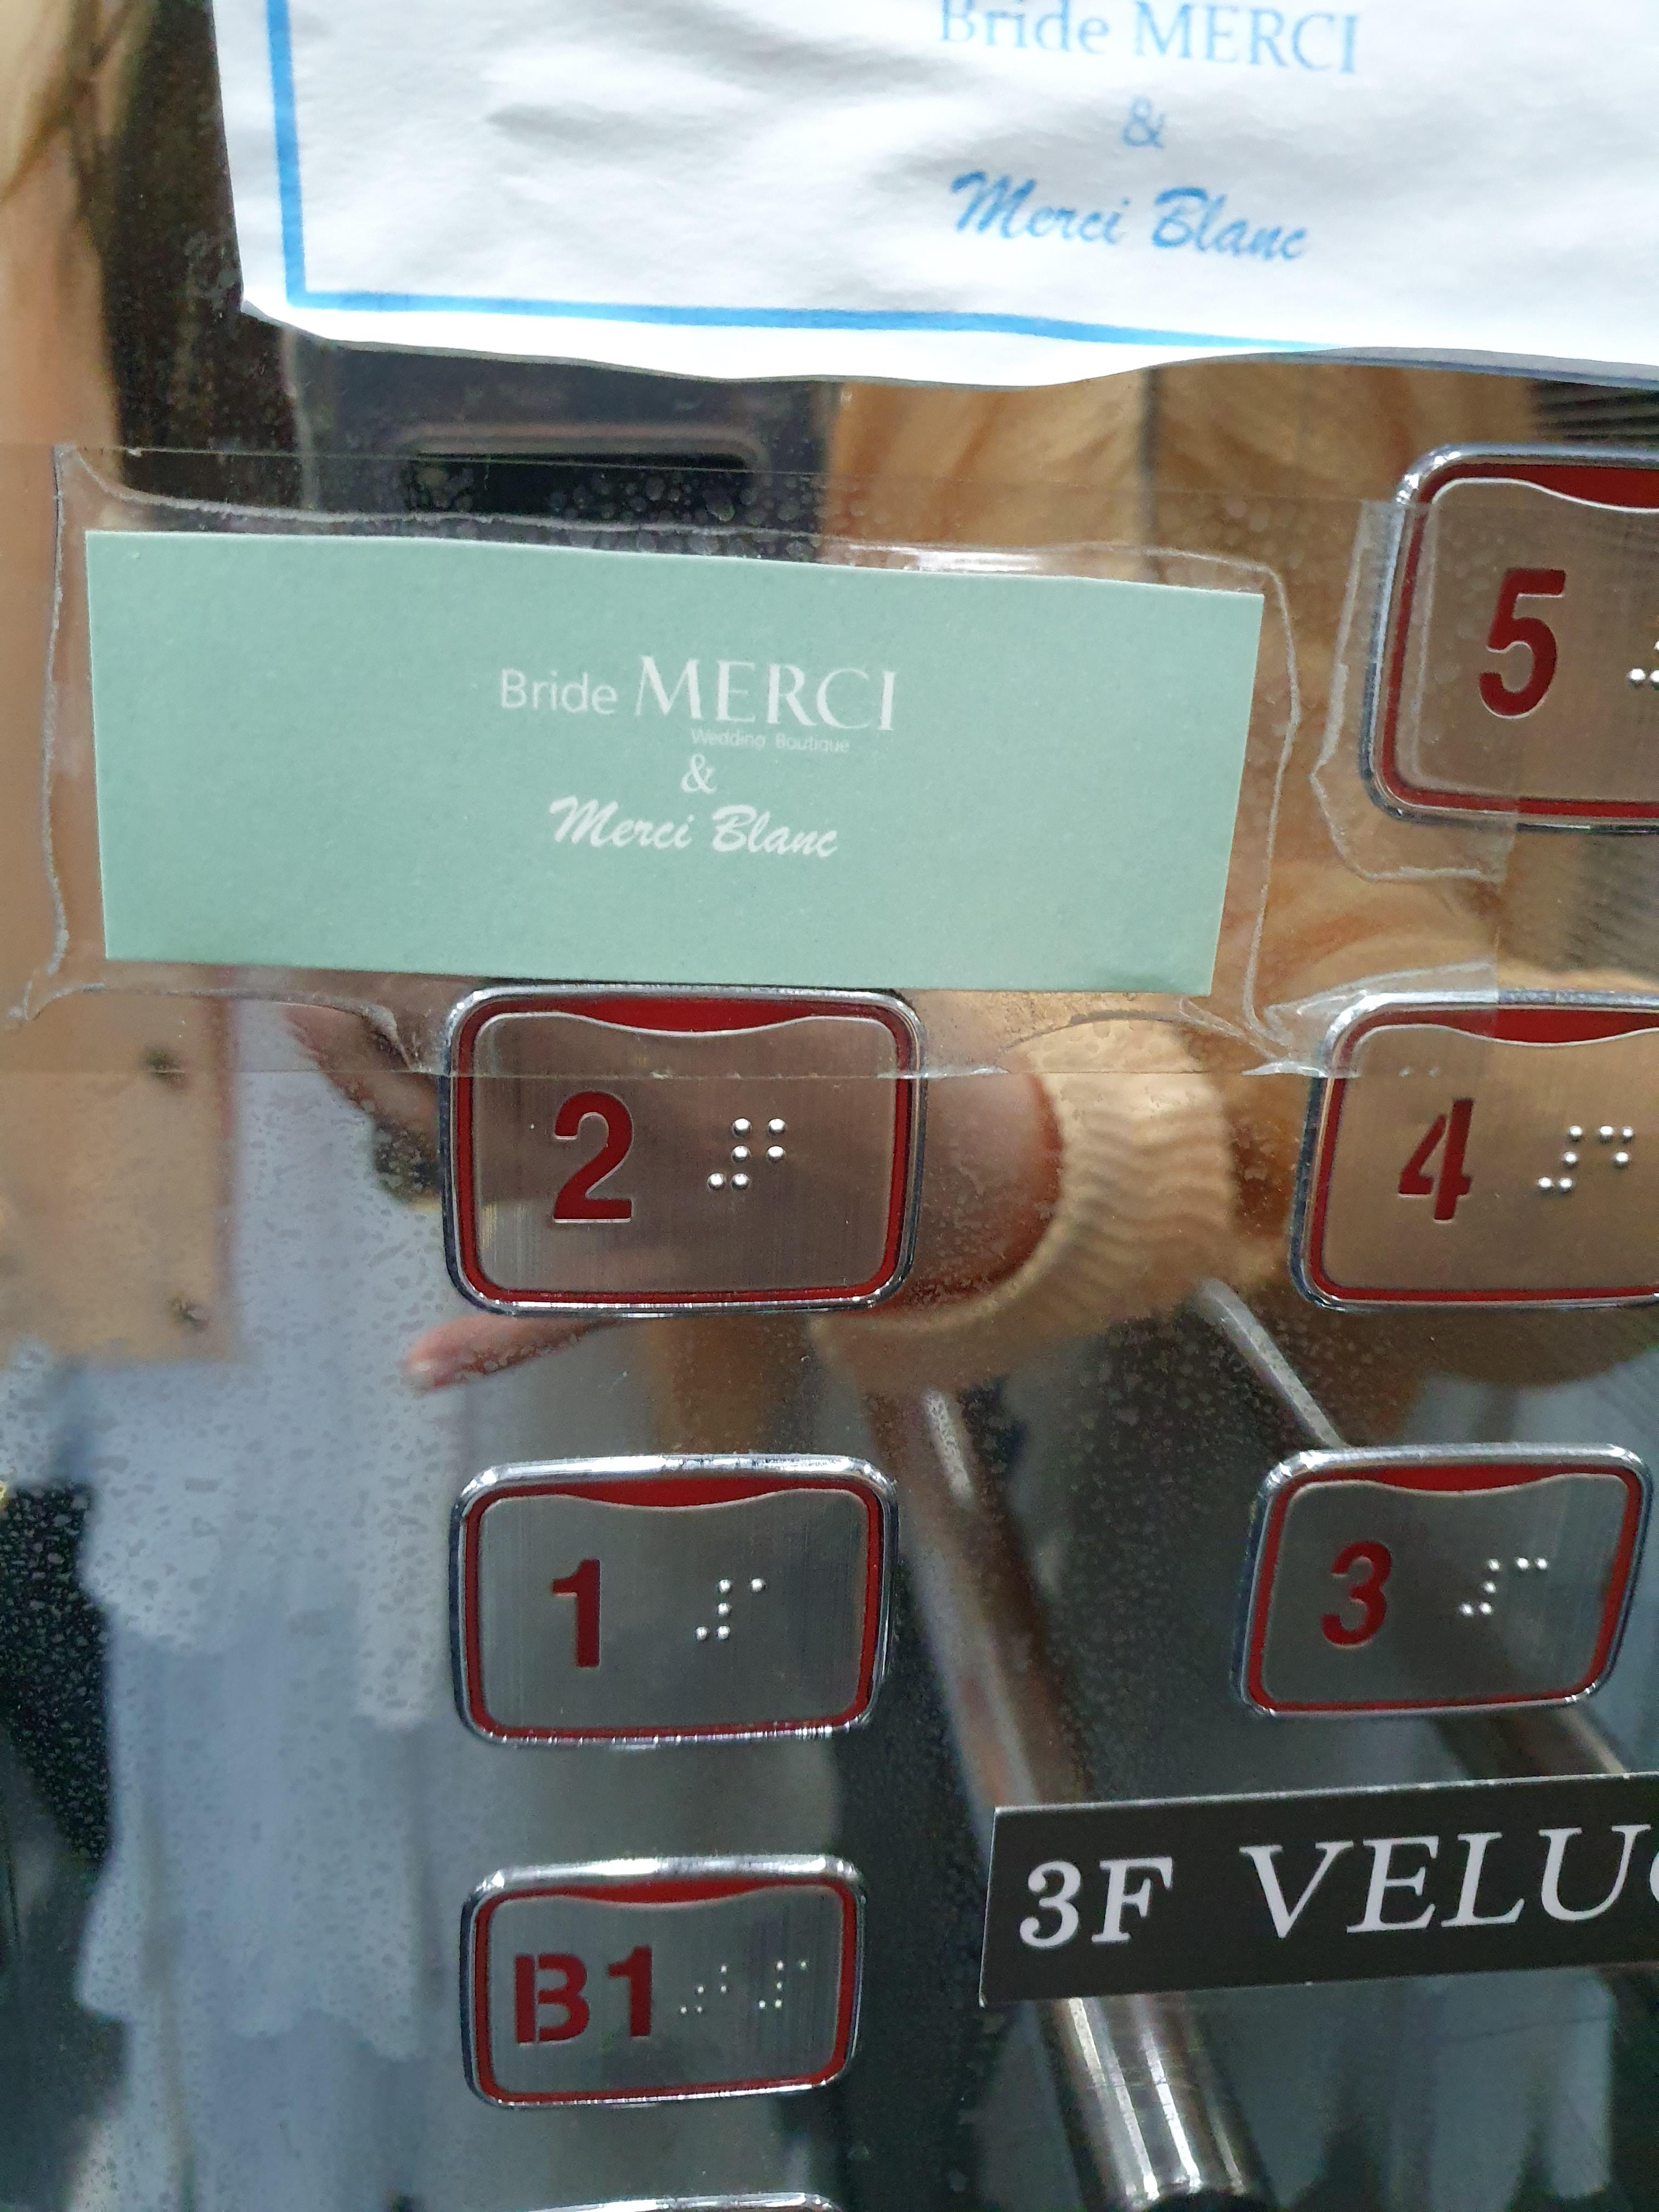 Bride MERCI
&
Merci Blanc
Bride MERCI
Wedding Boutique
&
Merci Blanc
5
2 ⠼⠃
4 ⠼⠙
1 ⠼⠁
3 ⠼⠉
3F VELU
B1